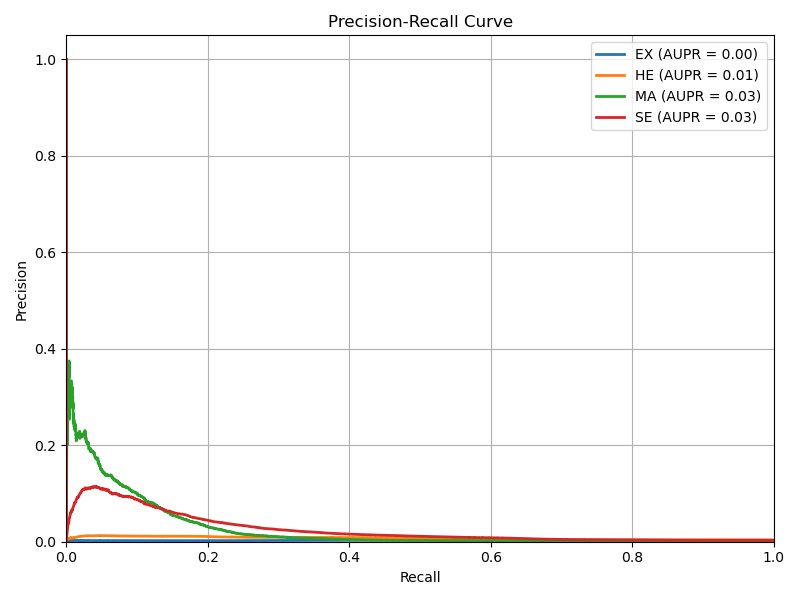 Precision-Recall Curve
EX (AUPR = 0.00)
HE (AUPR = 0.01)
MA (AUPR = 0.03)
SE (AUPR = 0.03)
Precision
1.0
0.8
0.6
0.4
0.2
0.0
0.0 0.2 0.4 0.6 0.8 1.0
Recall